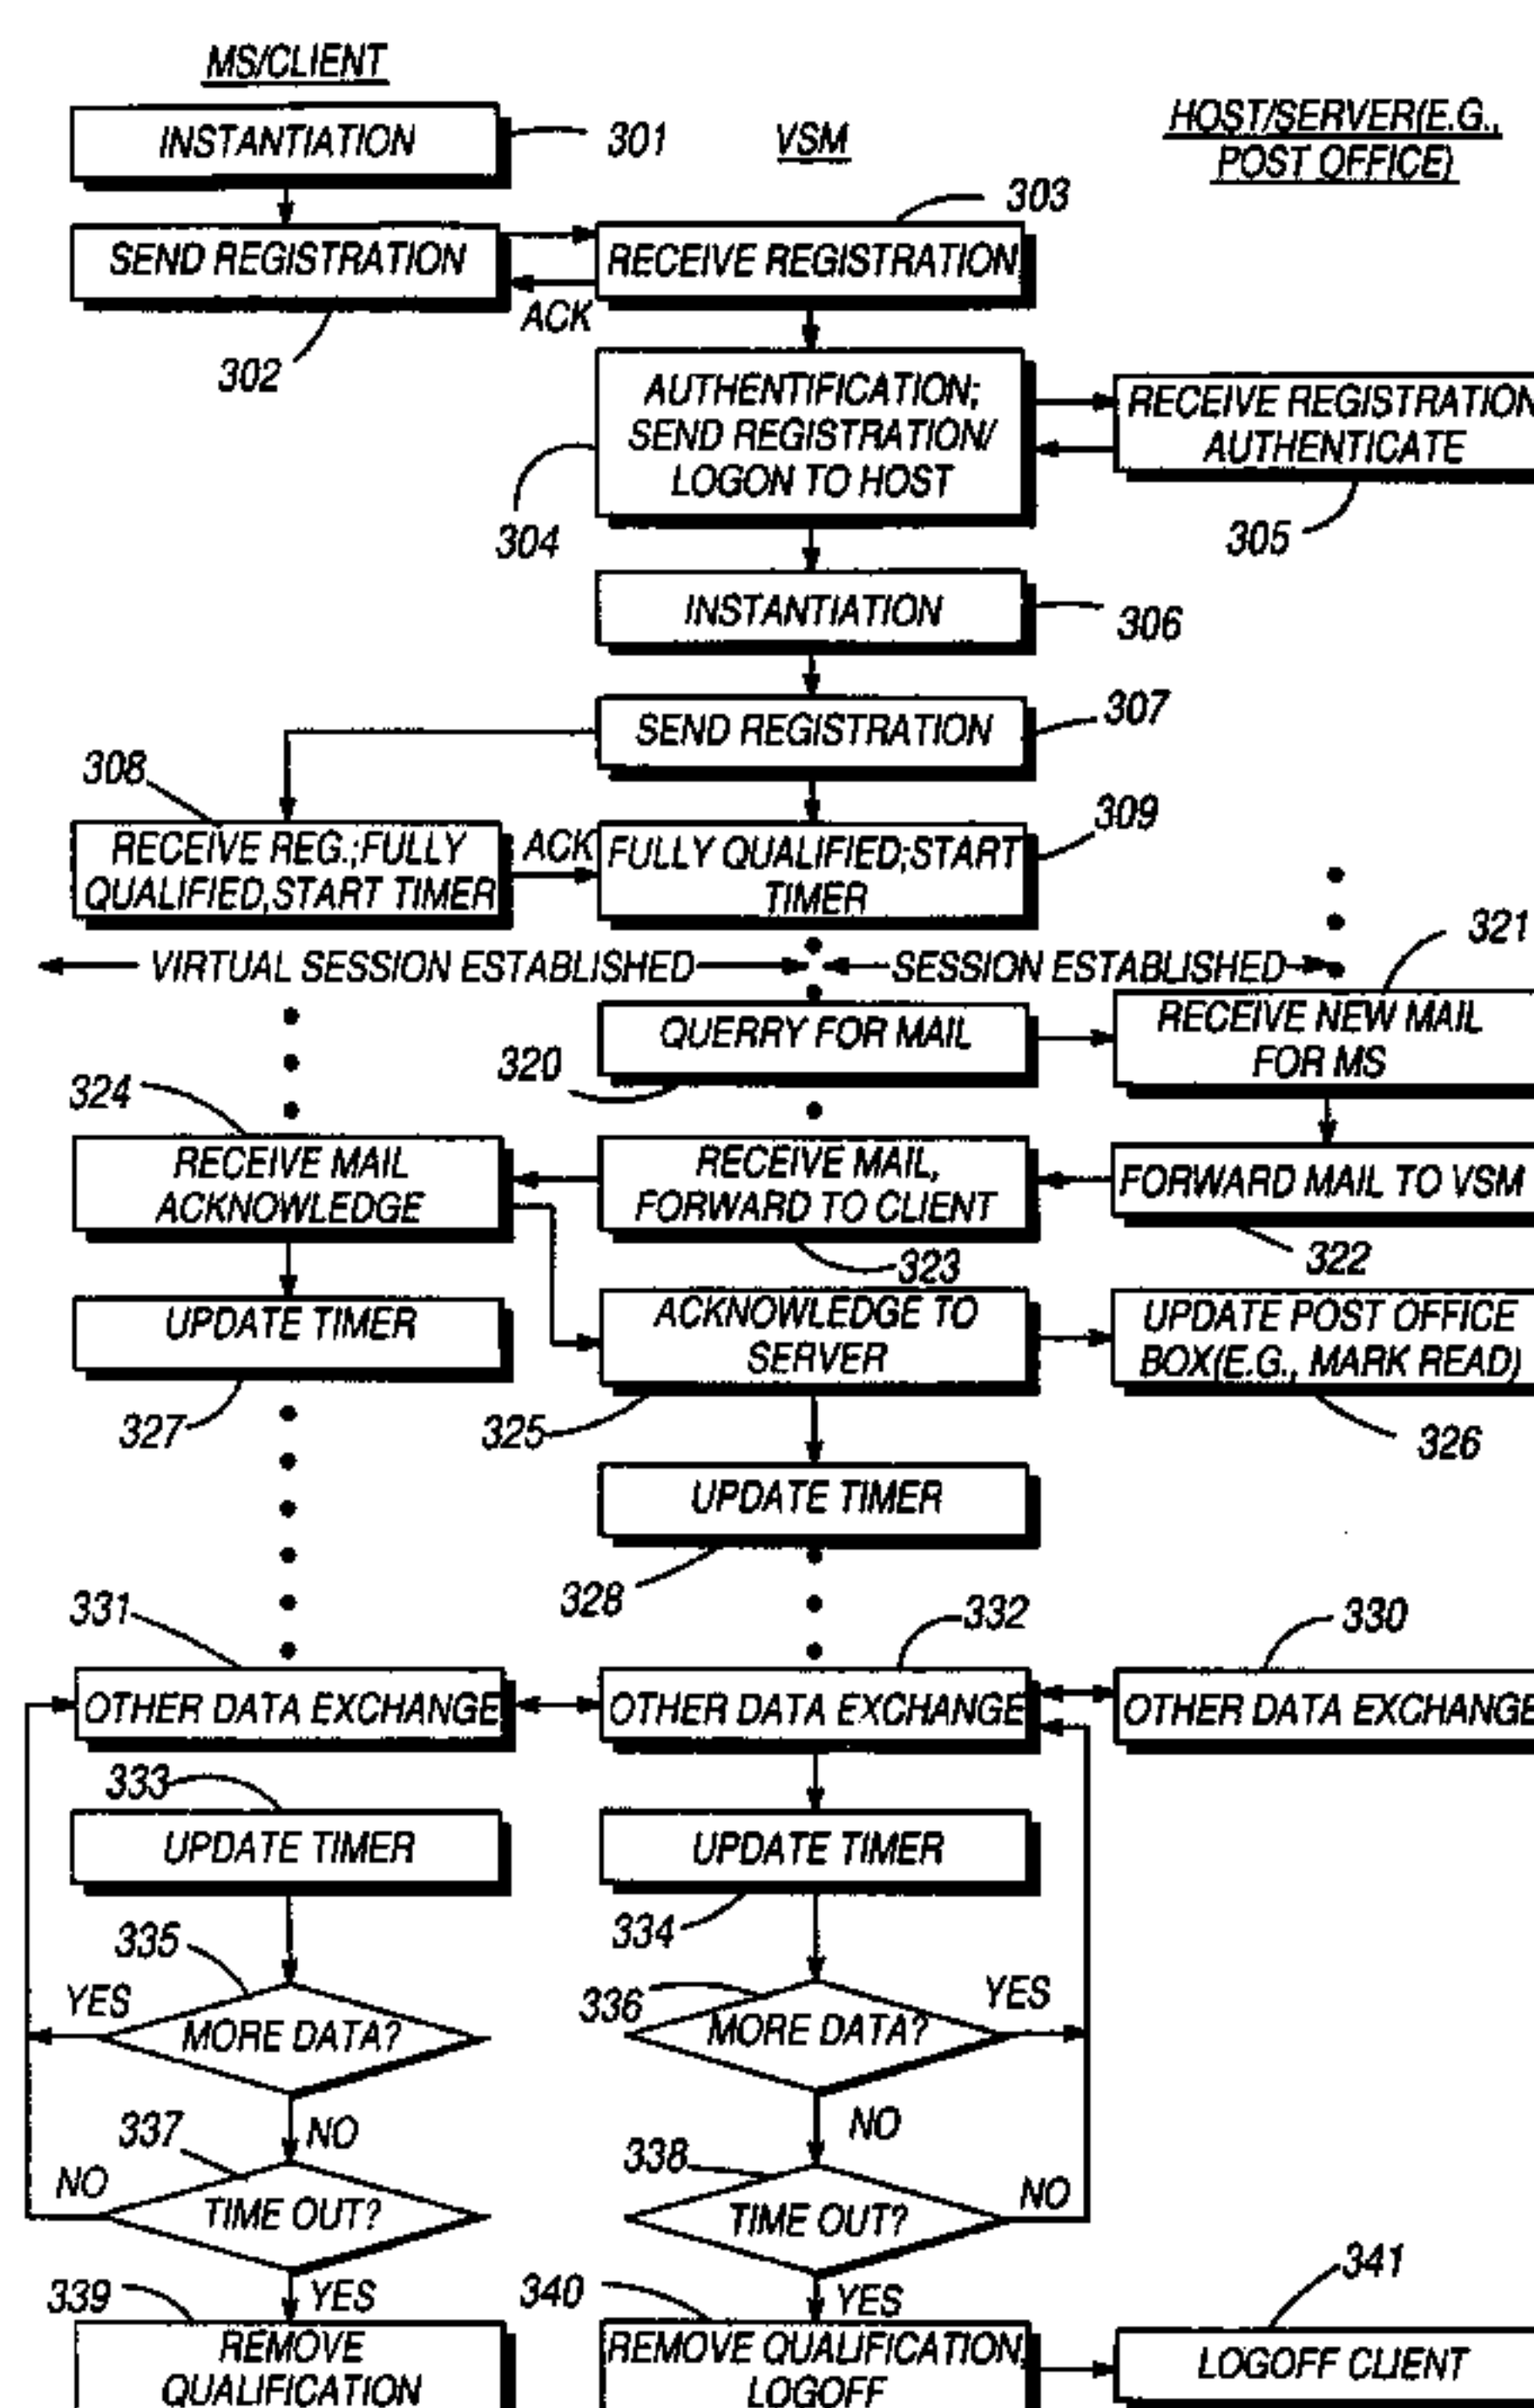 MS/CLIENT
HOST/SERVER(E.G.,
POST OFFICE)
VSM
INSTANTIATION
301
303
SEND REGISTRATION
RECEIVE REGISTRATION
ACK
302
AUTHENTIFICATION;
SEND REGISTRATION/
LOGON TO HOST
RECEIVE REGISTRATION
AUTHENTICATE
304
305
INSTANTIATION
306
SEND REGISTRATION
307
308
309
RECEIVE REG.;FULLY
QUALIFIED,START TIMER
ACK
FULLY QUALIFIED;START
TIMER
VIRTUAL SESSION ESTABLISHED
SESSION ESTABLISHED
321
QUERRY FOR MAIL
RECEIVE NEW MAIL
FOR MS
320
324
RECEIVE MAIL
ACKNOWLEDGE
RECEIVE MAIL,
FORWARD TO CLIENT
FORWARD MAIL TO VSM
323
322
UPDATE TIMER
ACKNOWLEDGE TO
SERVER
UPDATE POST OFFICE
BOX(E.G., MARK READ)
327
325
326
UPDATE TIMER
328
331
332
330
OTHER DATA EXCHANGE
OTHER DATA EXCHANGE
OTHER DATA EXCHANGE
333
UPDATE TIMER
UPDATE TIMER
334
335
336
YES
MORE DATA?
MORE DATA?
YES
NO
NO
337
338
NO
TIME OUT?
TIME OUT?
NO
339
YES
340
YES
341
REMOVE
QUALIFICATION
REMOVE QUALIFICATION,
LOGOFF
LOGOFF CLIENT